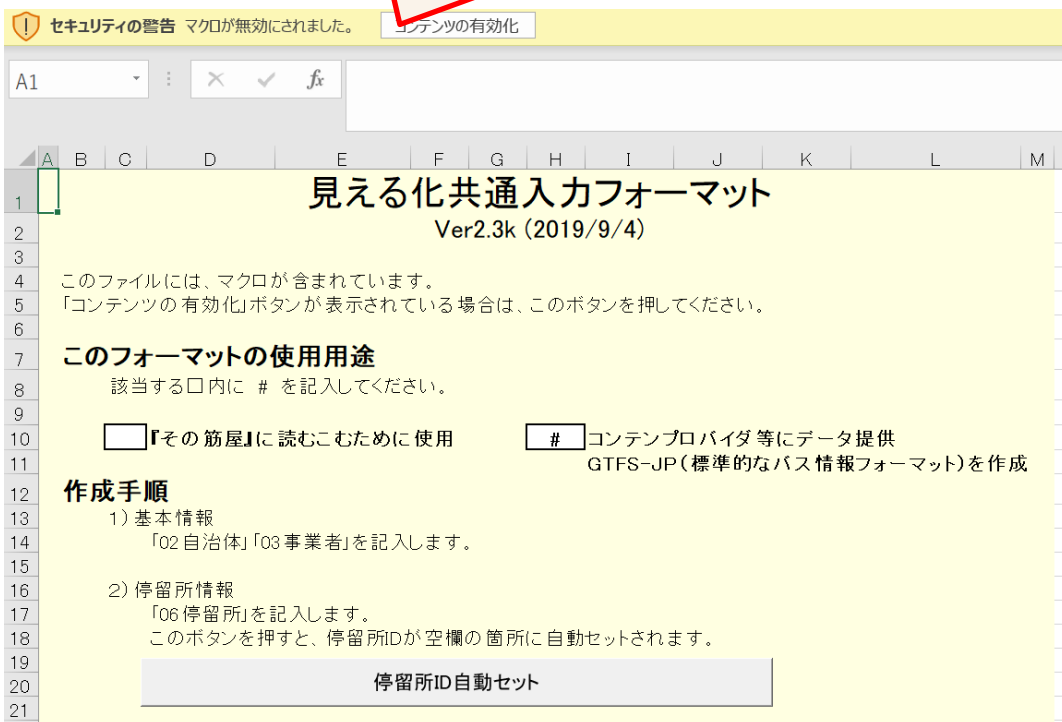 セキュリティの警告 マクロが無効にされました。 コンテンツの有効化
A1 fx
A B C D E F G H I J K L M
1 見える化共通入力フォーマット
2 Ver2.3k (2019/9/4)
3
4 このファイルには、マクロが含まれています。
5 「コンテンツの有効化」ボタンが表示されている場合は、このボタンを押してください。
6
7 このフォーマットの使用用途
8 該当する□内に # を記入してください。
9
10 『その筋屋』に読むこむために使用 # コンテンプロバイダ等にデータ提供
11 GTFS-JP(標準的なバス情報フォーマット)を作成
12 作成手順
13 1)基本情報
14 「02自治体」「03事業者」を記入します。
15
16 2)停留所情報
17 「06停留所」を記入します。
18 このボタンを押すと、停留所IDが空欄の箇所に自動セットされます。
19
20 停留所ID自動セット
21